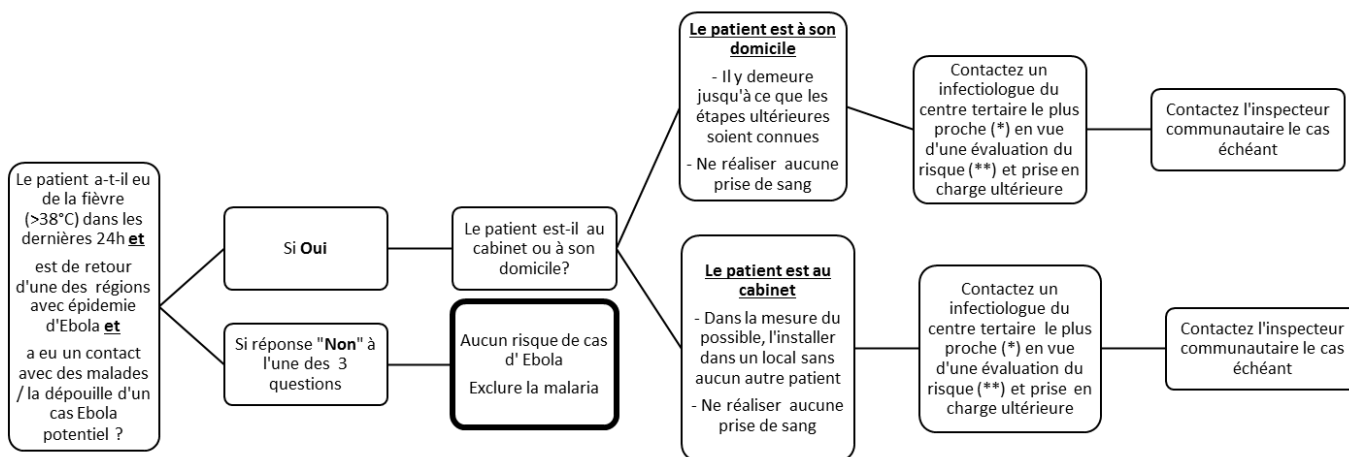 Le patient a-t-il eu
de la fièvre
(>38°C) dans les
dernières 24h et
est de retour
d'une des régions
avec épidemie
d'Ebola et
a eu un contact
avec des malades
/ la dépouille d'un
cas Ebola
potentiel ?
Si Oui
Si réponse "Non" à
l'une des 3
questions
Le patient est-il au
cabinet ou à son
domicile?
Aucun risque de cas
d' Ebola
Exclure la malaria
Le patient est à son
domicile
- Il y demeure
jusqu'à ce que les
étapes ultérieures
soient connues
- Ne réaliser aucune
prise de sang
Contactez un
infectiologue du
centre tertaire le plus
proche (*) en vue
d'une évaluation du
risque (**) et prise en
charge ultérieure
Contactez l'inspecteur
communautaire le cas
échéant
Le patient est au
cabinet
- Dans la mesure du
possible, l'installer
dans un local sans
aucun autre patient
- Ne réaliser aucune
prise de sang
Contactez un
infectiologue du
centre tertaire le plus
proche (*) en vue
d'une évaluation du
risque (**) et prise en
charge ultérieure
Contactez l'inspecteur
communautaire le cas
échéant